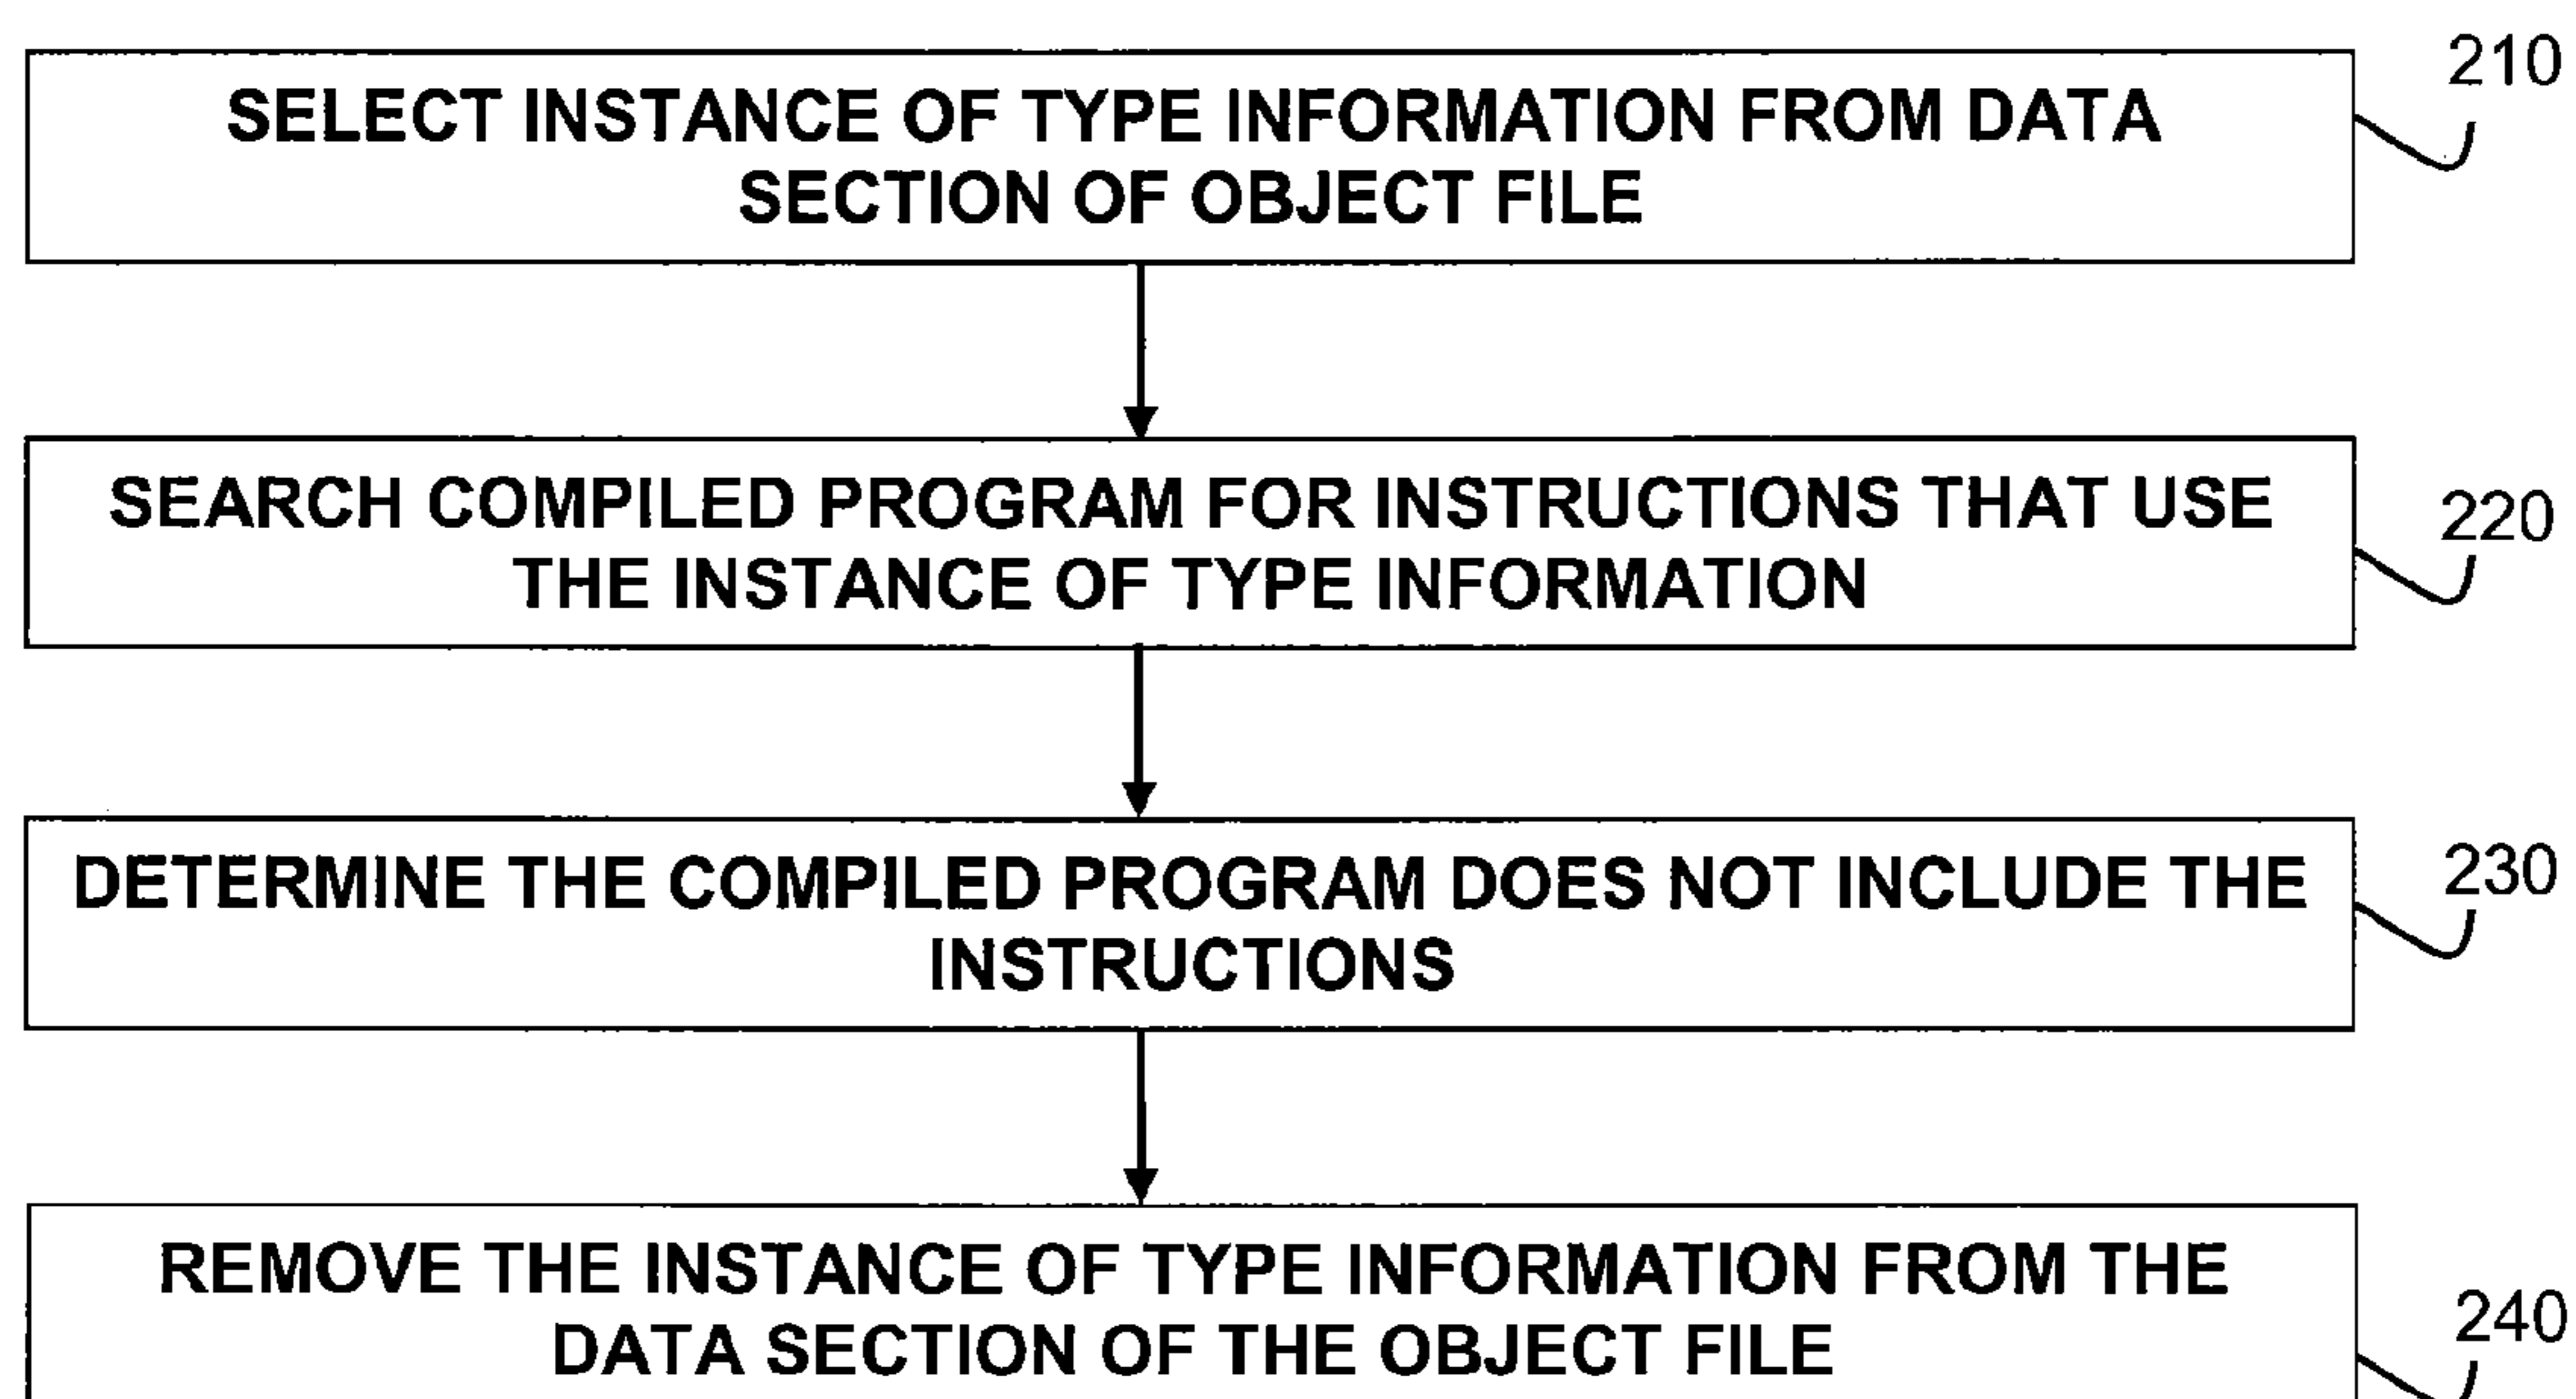 210
SELECT INSTANCE OF TYPE INFORMATION FROM DATA
SECTION OF OBJECT FILE
SEARCH COMPILED PROGRAM FOR INSTRUCTIONS THAT USE
THE INSTANCE OF TYPE INFORMATION
220
DETERMINE THE COMPILED PROGRAM DOES NOT INCLUDE THE
INSTRUCTIONS
230
REMOVE THE INSTANCE OF TYPE INFORMATION FROM THE
DATA SECTION OF THE OBJECT FILE
240